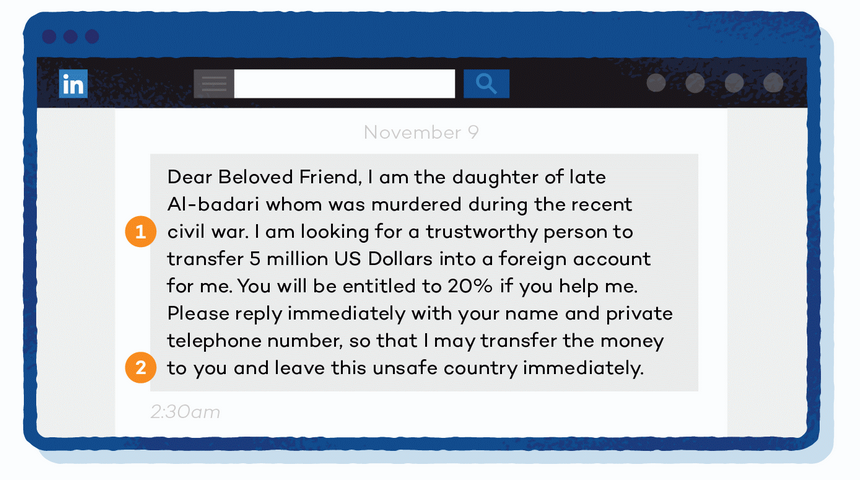 in
November 9
Dear Beloved Friend, I am the daughter of late
Al-badari whom was murdered during the recent
1 civil war. I am looking for a trustworthy person to
transfer 5 million US Dollars into a foreign account
for me. You will be entitled to 20% if you help me.
Please reply immediately with your name and private
telephone number, so that I may transfer the money
2 to you and leave this unsafe country immediately.
2:30am